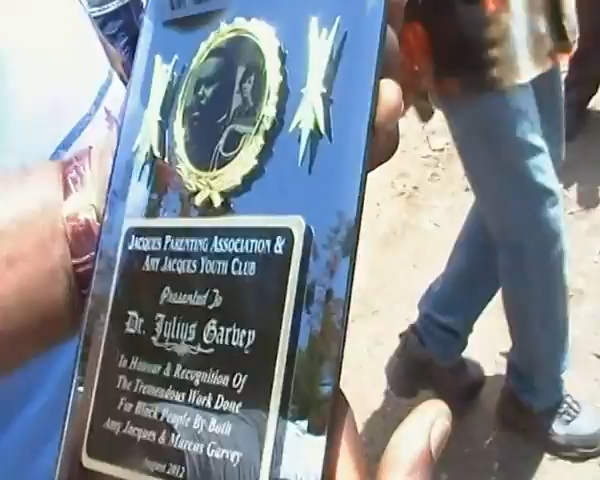 Jacques Parenting Association &
Amy Jacques Youth Club
Presented To
Dr. Julius Garvey
In Honour & Recognition Of
The Tremendous Work Done
For Black People By Both
Amy Jacques & Marcus Garvey
August 2012